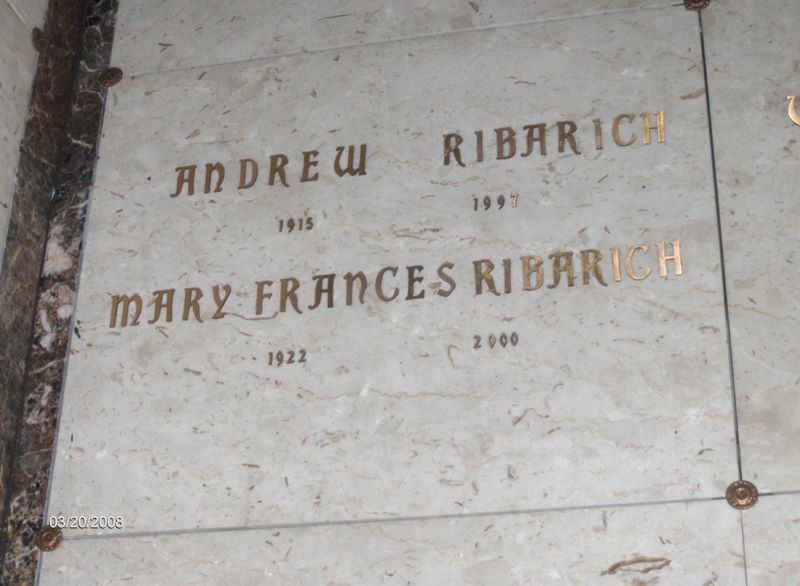 ANDREW RIBARICH
1915 1997
MARY FRANCES RIBARICH
1922 2000
03/20/2008